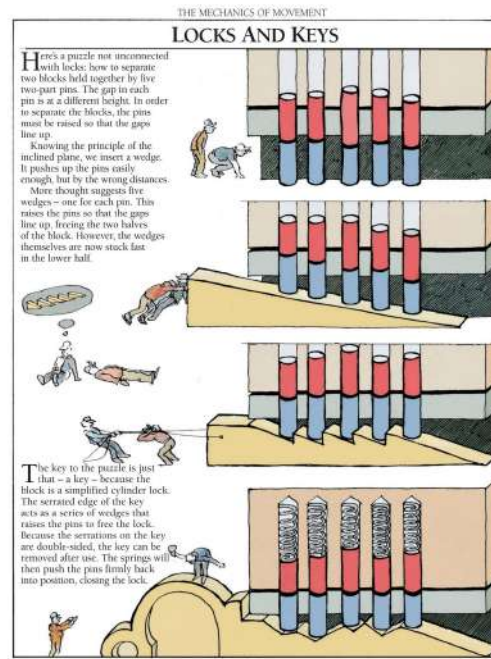 THE MECHANICS OF MOVEMENT
LOCKS AND KEYS
Here's a puzzle not unconnected
with locks: how to separate
two blocks held together by five
two-part pins. The gap in each
pin is at a different height. In order
to separate the blocks, the pins
must be raised so that the gaps
line up.
Knowing the principle of the
inclined plane, we insert a wedge.
It pushes up the pins easily
enough, but by the wrong distances.
More thought suggests five
wedges – one for each pin. This
raises the pins so that the gaps
line up, freeing the two halves
of the block. However, the wedges
themselves are now stuck fast
in the lower half.
The key to the puzzle is just
that – a key – because the
block is a simplified cylinder lock.
The serrated edge of the key
acts as a series of wedges that
raises the pins to free the lock.
Because the serrations on the key
are double-sided, the key can be
removed after use. The springs will
then push the pins firmly back
into position, closing the lock.